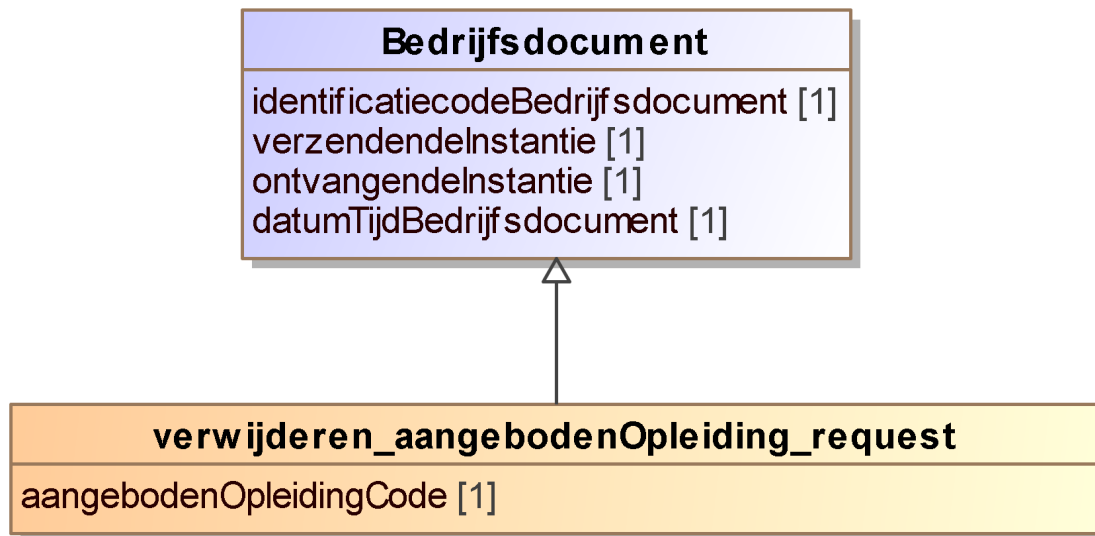 Bedrijfsdocument
identificatiecodeBedrijfsdocument [1]
verzendendeInstantie [1]
ontvangendeInstantie [1]
datumTijdBedrijfsdocument [1]
verwijderen_aangebodenOpleiding_request
aangebodenOpleidingCode [1]